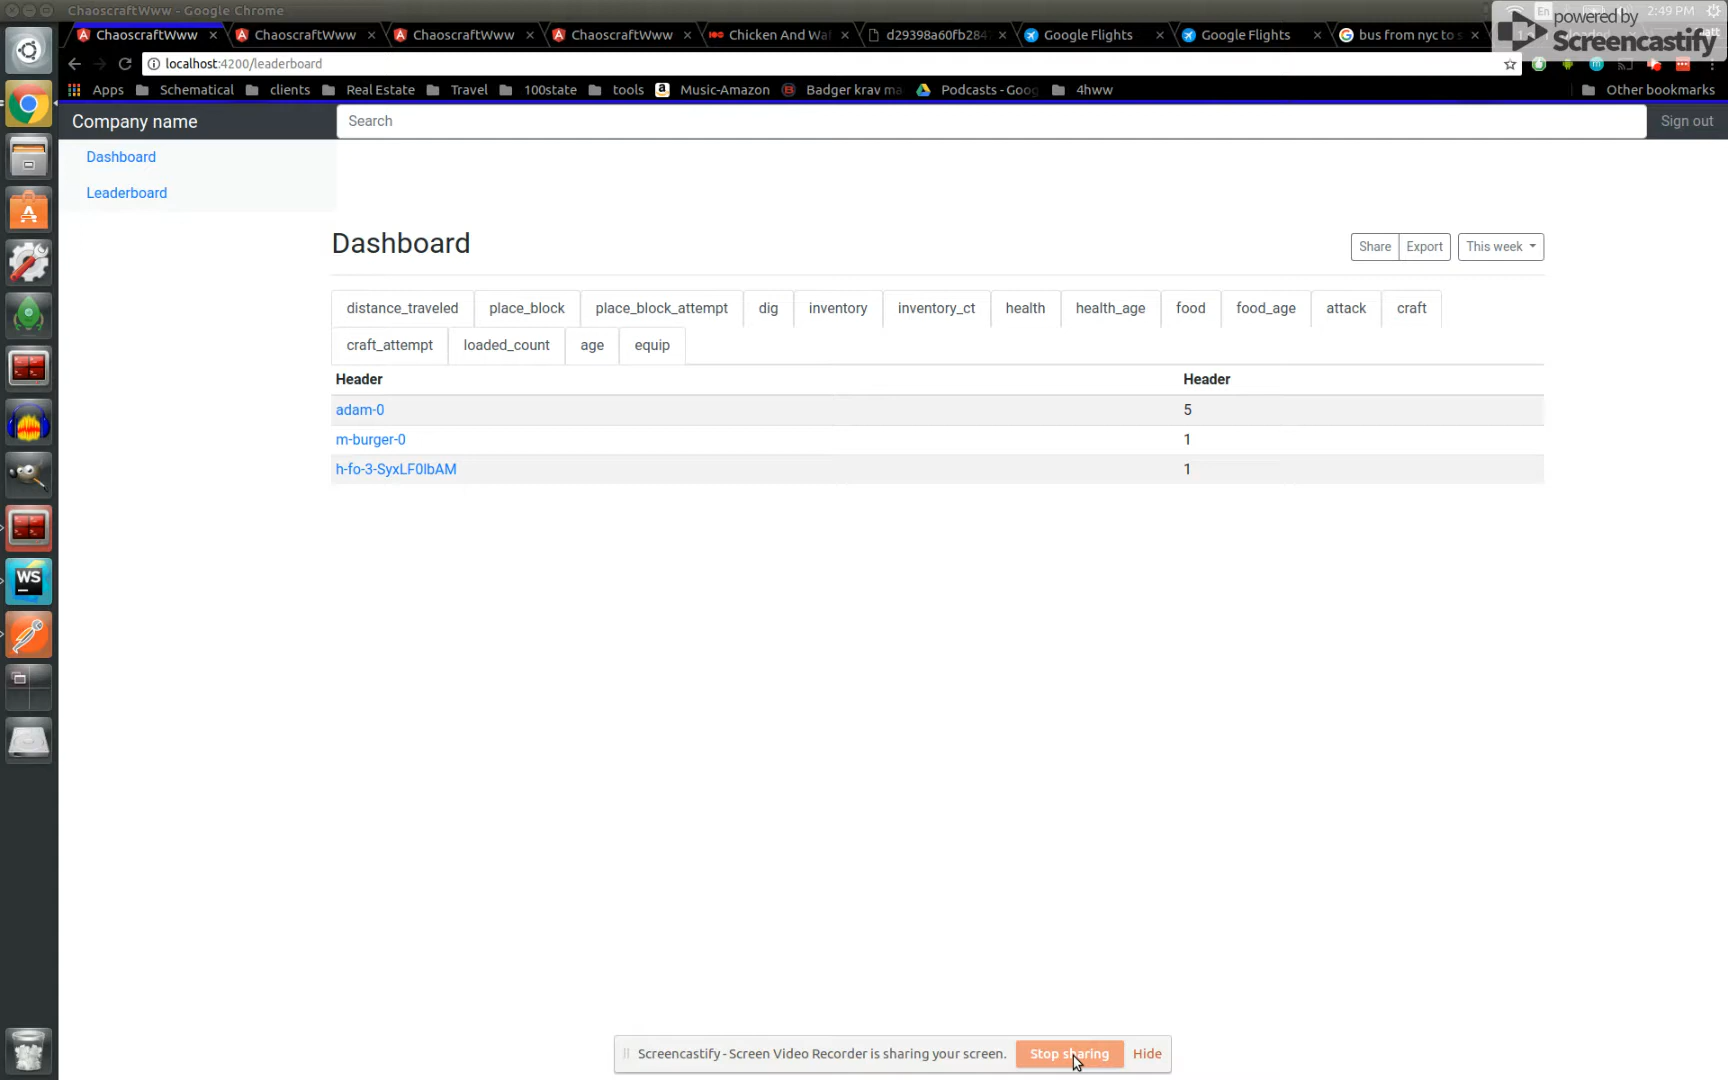 ChaoscraftWww - Google Chrome
En 2:49 PM
powered by
Screencastify
ChaoscraftWww ChaoscraftWww ChaoscraftWww ChaoscraftWww Chicken And Wa d29398a60fb284 Google Flights Google Flights bus from nyc to s
localhost:4200/leaderboard
Apps Schematical clients Real Estate Travel 100state tools Music-Amazon Badger krav ma Podcasts - Goog 4hww Other bookmarks
Company name Search Sign out
Dashboard
Leaderboard
Dashboard Share Export This week
distance_traveled place_block place_block_attempt dig inventory inventory_ct health health_age food food_age attack craft
craft_attempt loaded_count age equip
Header Header
adam-0 5
m-burger-0 1
h-fo-3-SyxLF0lbAM 1
WS
Screencastify - Screen Video Recorder is sharing your screen. Stop sharing Hide